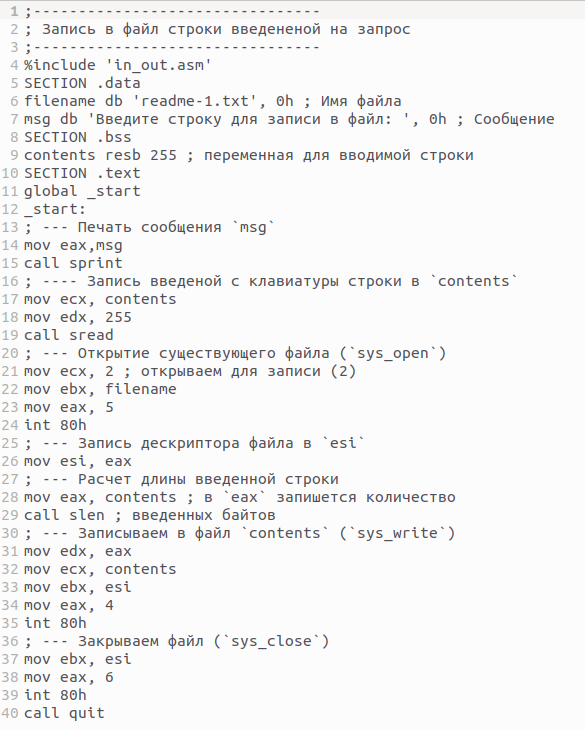 1 ;--------------------------------
2 ; Запись в файл строки введененой на запрос
3 ;--------------------------------
4 %include 'in_out.asm'
5 SECTION .data
6 filename db 'readme-1.txt', 0h ; Имя файла
7 msg db 'Введите строку для записи в файл: ', 0h ; Сообщение
8 SECTION .bss
9 contents resb 255 ; переменная для вводимой строки
10 SECTION .text
11 global _start
12 _start:
13 ; --- Печать сообщения `msg`
14 mov eax,msg
15 call sprint
16 ; ---- Запись введеной с клавиатуры строки в `contents`
17 mov ecx, contents
18 mov edx, 255
19 call sread
20 ; --- Открытие существующего файла (`sys_open`)
21 mov ecx, 2 ; открываем для записи (2)
22 mov ebx, filename
23 mov eax, 5
24 int 80h
25 ; --- Запись дескриптора файла в `esi`
26 mov esi, eax
27 ; --- Расчет длины введенной строки
28 mov eax, contents ; в `eax` запишется количество
29 call slen ; введенных байтов
30 ; --- Записываем в файл `contents` (`sys_write`)
31 mov edx, eax
32 mov ecx, contents
33 mov ebx, esi
34 mov eax, 4
35 int 80h
36 ; --- Закрываем файл (`sys_close`)
37 mov ebx, esi
38 mov eax, 6
39 int 80h
40 call quit